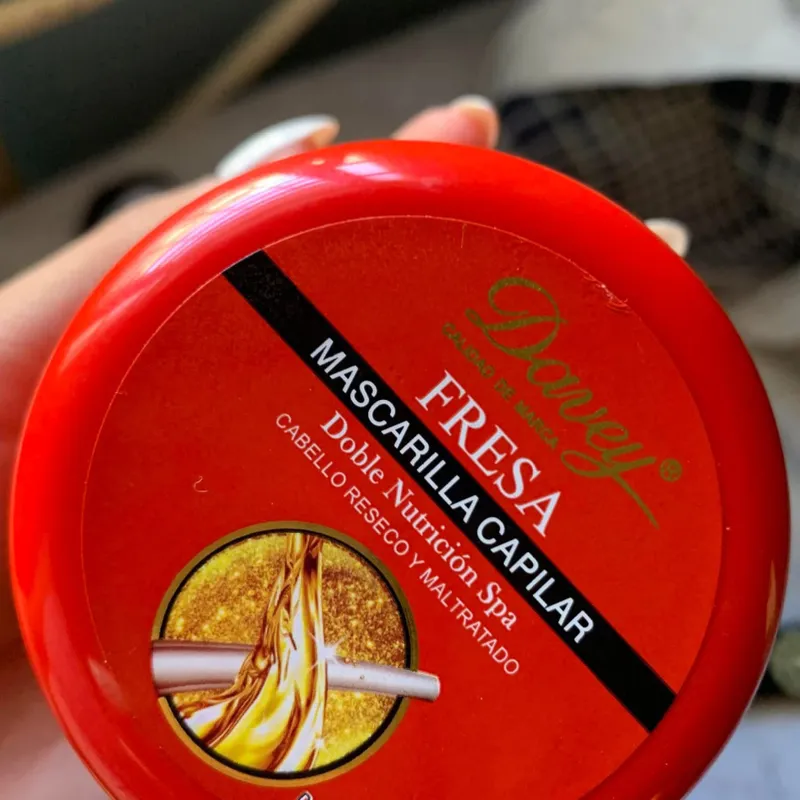 Davey®
CALIDAD DE MARCA
FRESA
MASCARILLA CAPILAR
Doble Nutrición Spa
CABELLO RESECO Y MALTRATADO